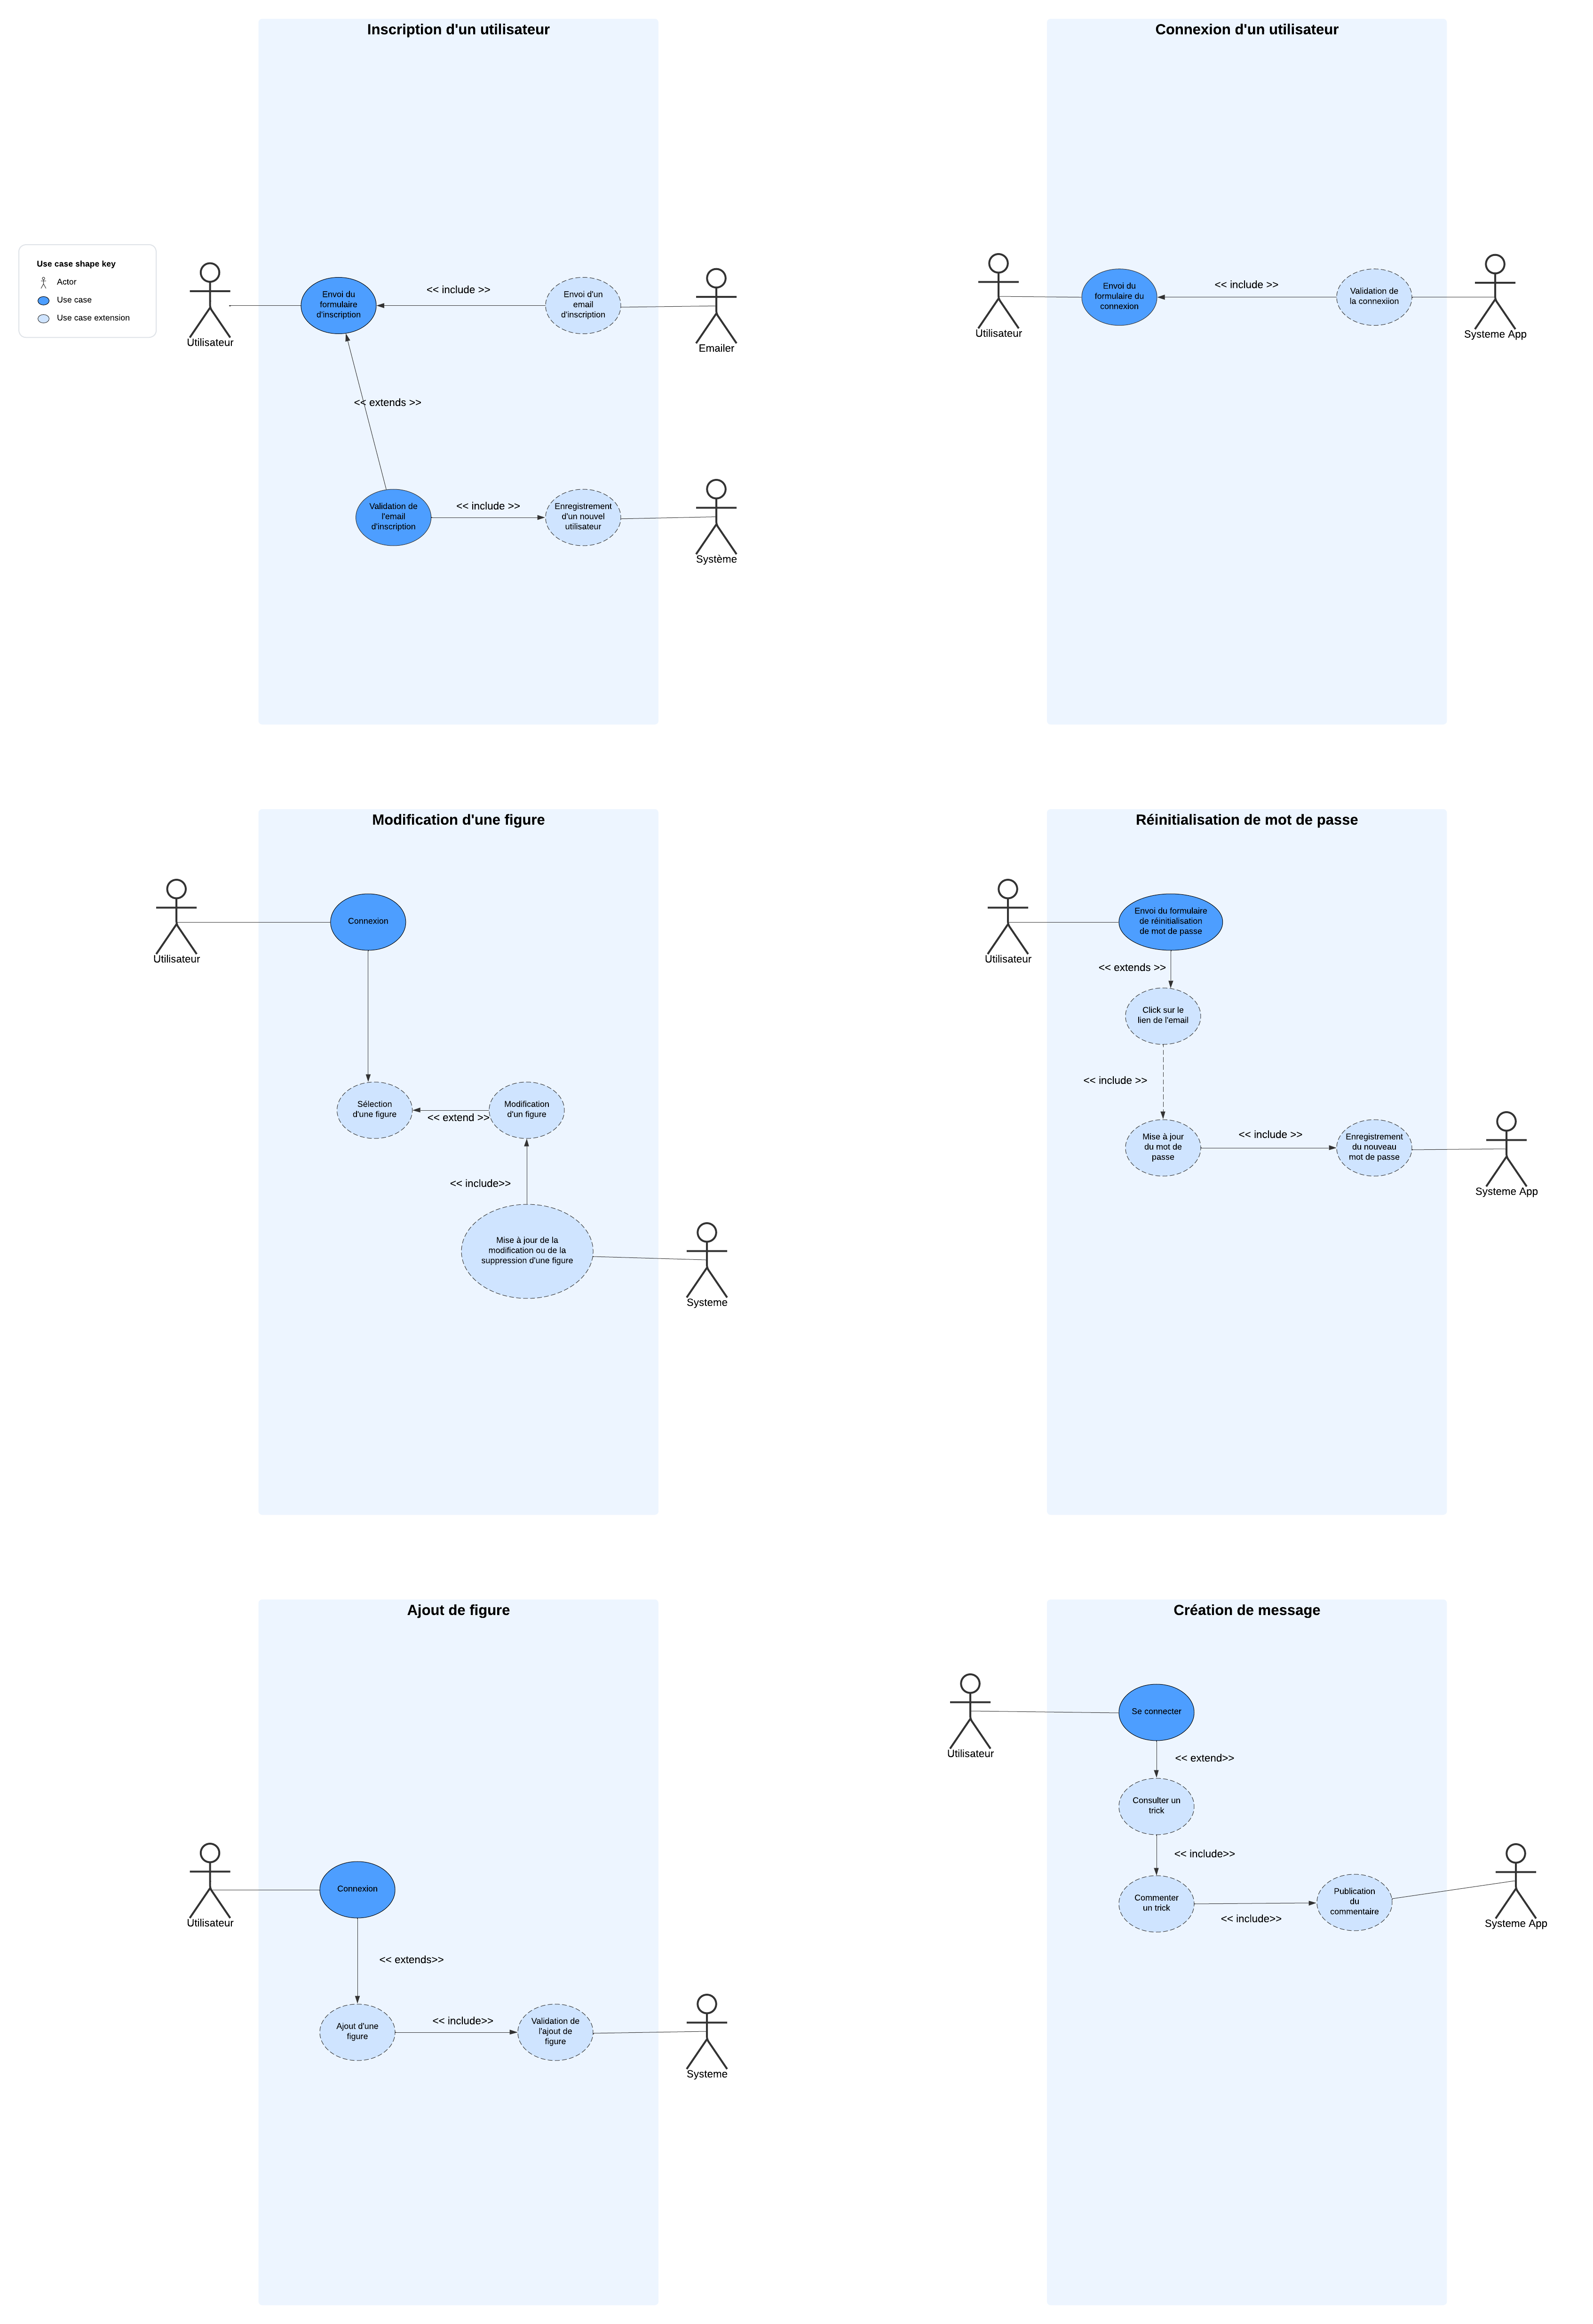 Inscription d'un utilisateur
Use case shape key
Actor
Use case
Use case extension
Utilisateur
Envoi du
formulaire
d'inscription
<< include >>
Envoi d'un
email
d'inscription
Emailer
<< extends >>
Validation de
l'email
d'inscription
<< include >>
Enregistrement
d'un nouvel
utilisateur
Système
Connexion d'un utilisateur
Utilisateur
Envoi du
formulaire du
connexion
<< include >>
Validation de
la connexiion
Systeme App
Modification d'une figure
Utilisateur
Connexion
Sélection
d'une figure
<< extend >>
Modification
d'un figure
<< include>>
Mise à jour de la
modification ou de la
suppression d'une figure
Systeme
Réinitialisation de mot de passe
Utilisateur
Envoi du formulaire
de réinitialisation
de mot de passe
<< extends >>
Click sur le
lien de l'email
<< include >>
Mise à jour
du mot de
passe
<< include >>
Enregistrement
du nouveau
mot de passe
Systeme App
Ajout de figure
Utilisateur
Connexion
<< extends>>
Ajout d'une
figure
<< include>>
Validation de
l'ajout de
figure
Systeme
Création de message
Utilisateur
Se connecter
<< extend>>
Consulter un
trick
<< include>>
Commenter
un trick
<< include>>
Publication
du
commentaire
Systeme App